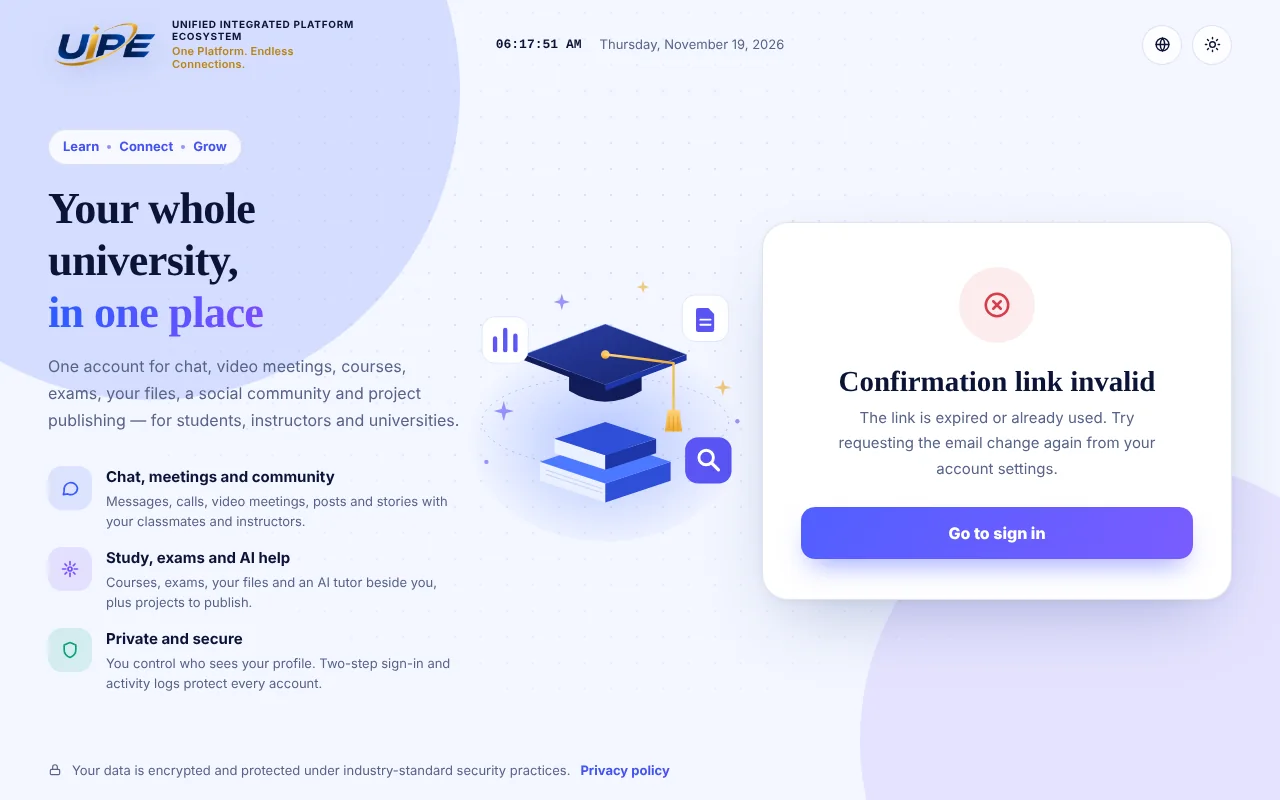 UIPE
UNIFIED INTEGRATED PLATFORM
ECOSYSTEM
One Platform. Endless
Connections.
06:17:51 AM Thursday, November 19, 2026
Learn • Connect • Grow
Your whole
university,
in one place
One account for chat, video meetings, courses,
exams, your files, a social community and project
publishing — for students, instructors and universities.
Chat, meetings and community
Messages, calls, video meetings, posts and stories with
your classmates and instructors.
Study, exams and AI help
Courses, exams, your files and an AI tutor beside you,
plus projects to publish.
Private and secure
You control who sees your profile. Two-step sign-in and
activity logs protect every account.
Confirmation link invalid
The link is expired or already used. Try
requesting the email change again from your
account settings.
Go to sign in
Your data is encrypted and protected under industry-standard security practices. Privacy policy